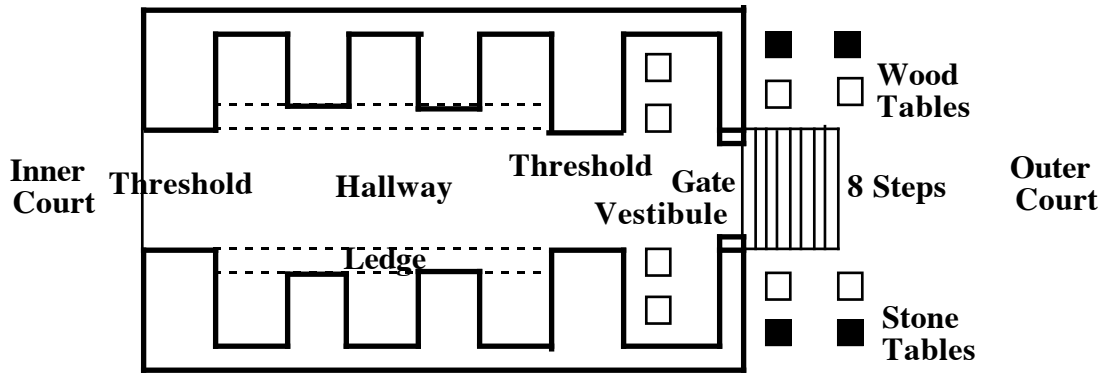 Wood
Tables
Inner
Court
Threshold
Hallway
Threshold
Gate
Vestibule
8 Steps
Outer
Court
Ledge
Stone
Tables